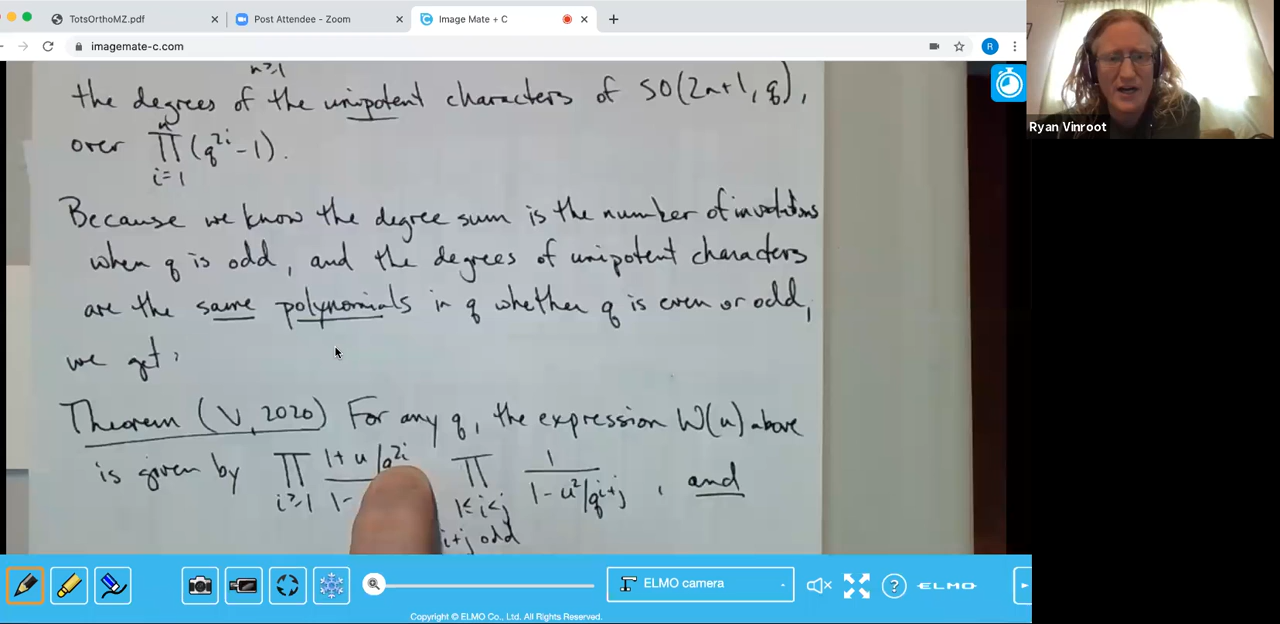 TotsOrthoMZ.pdf
Post Attendee - Zoom
Image Mate + C
imagemate-c.com
R
n≥1
the degrees of the unipotent characters of SO(2n+1, q),
over n∏i=1 (q^2i - 1).
Because we know the degree sum is the number of involutions
when q is odd, and the degrees of unipotent characters
are the same polynomials in q whether q is even or odd,
we get:
Theorem (V, 2020) For any q, the expression W(u) above
is given by ∏ 1+u/q^2i ∏ 1 , and
i≥1 1- 1≤i<j 1-u²/q^i+j
i+j odd
Ryan Vinroot
ELMO camera
ELMO
Copyright © ELMO Co., Ltd. All Rights Reserved.